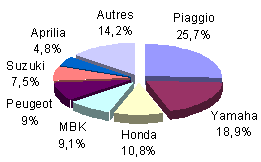 Autres
14,2%
Piaggio
25,7%
Aprilia
4,8%
Suzuki
7,5%
Peugeot
9%
MBK
9,1%
Honda
10,8%
Yamaha
18,9%